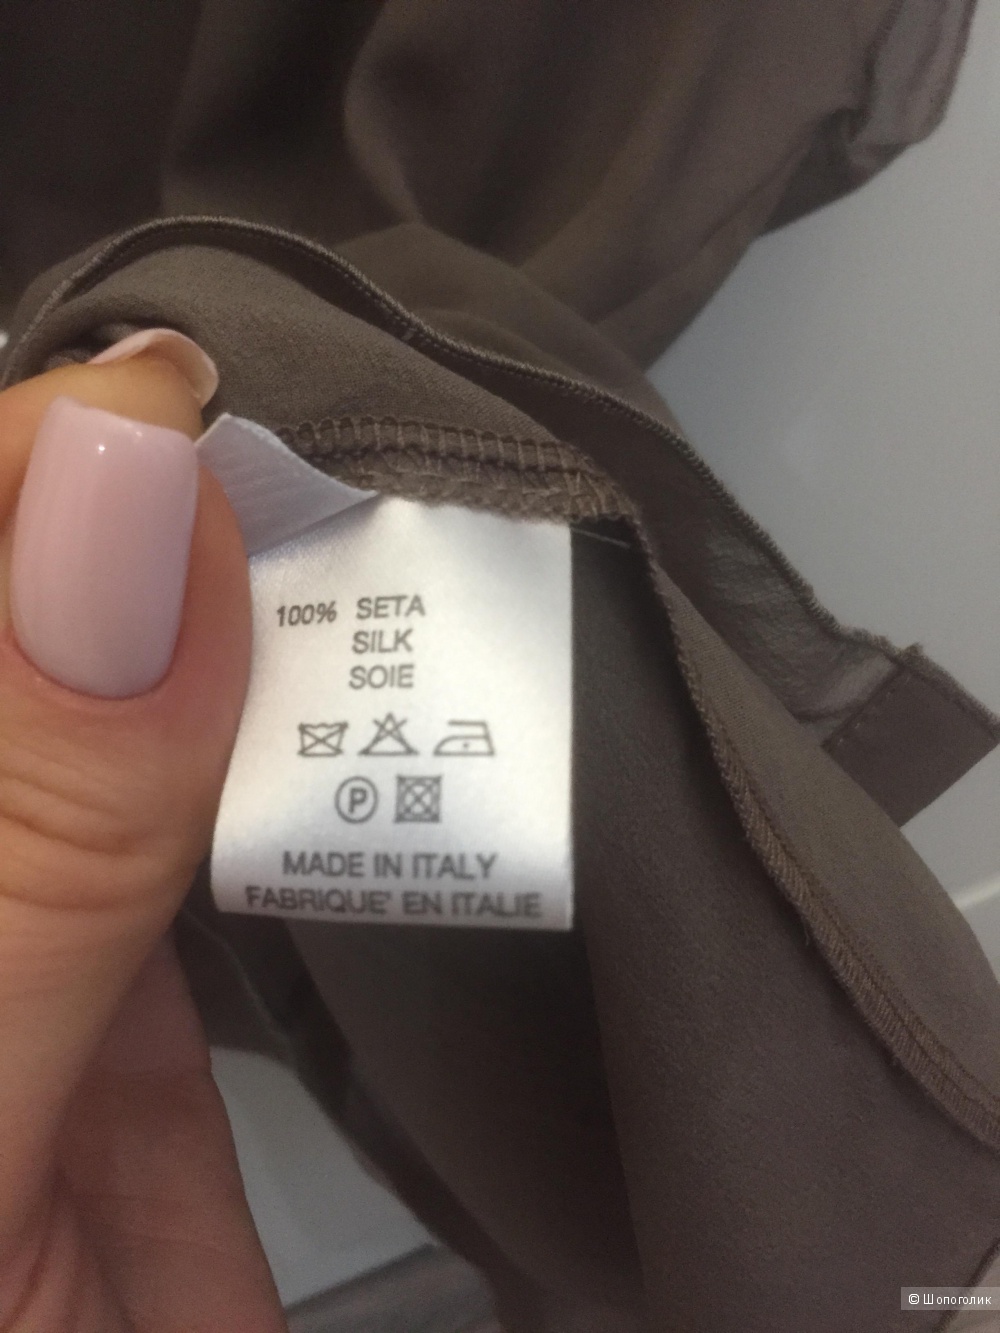 100% SETA
SILK
SOIE
P
MADE IN ITALY
FABRIQUE' EN ITALIE
© Шопоголик